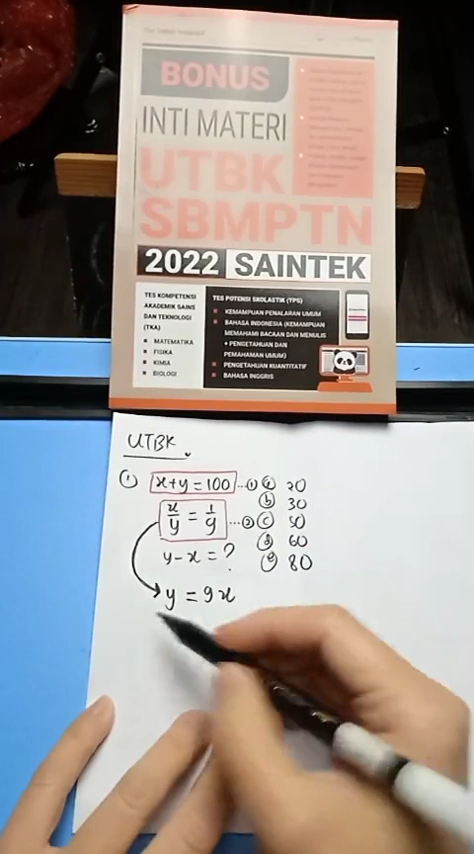 BONUS
INTI MATERI
UTBK
SBMPTN
2022 SAINTEK
TES KOMPETENSI
AKADEMIK SAINS
DAN TEKNOLOGI
(TKA)
MATEMATIKA
FISIKA
KIMIA
BIOLOGI
TES POTENSI SKOLASTIK (TPS)
KEMAMPUAN PENALARAN UMUM
BAHASA INDONESIA (KEMAMPUAN
MEMAHAMI BACAAN DAN MENULIS
+ PENGETAHUAN DAN
PEMAHAMAN UMUM)
PENGETAHUAN KUANTITATIF
BAHASA INGGRIS
UTBK
① x+y=100 ...① ⓐ 20
ⓑ 30
x/y = 1/9 ...② ⓒ 50
ⓓ 60
y-x=? ⓔ 80
y = 9x